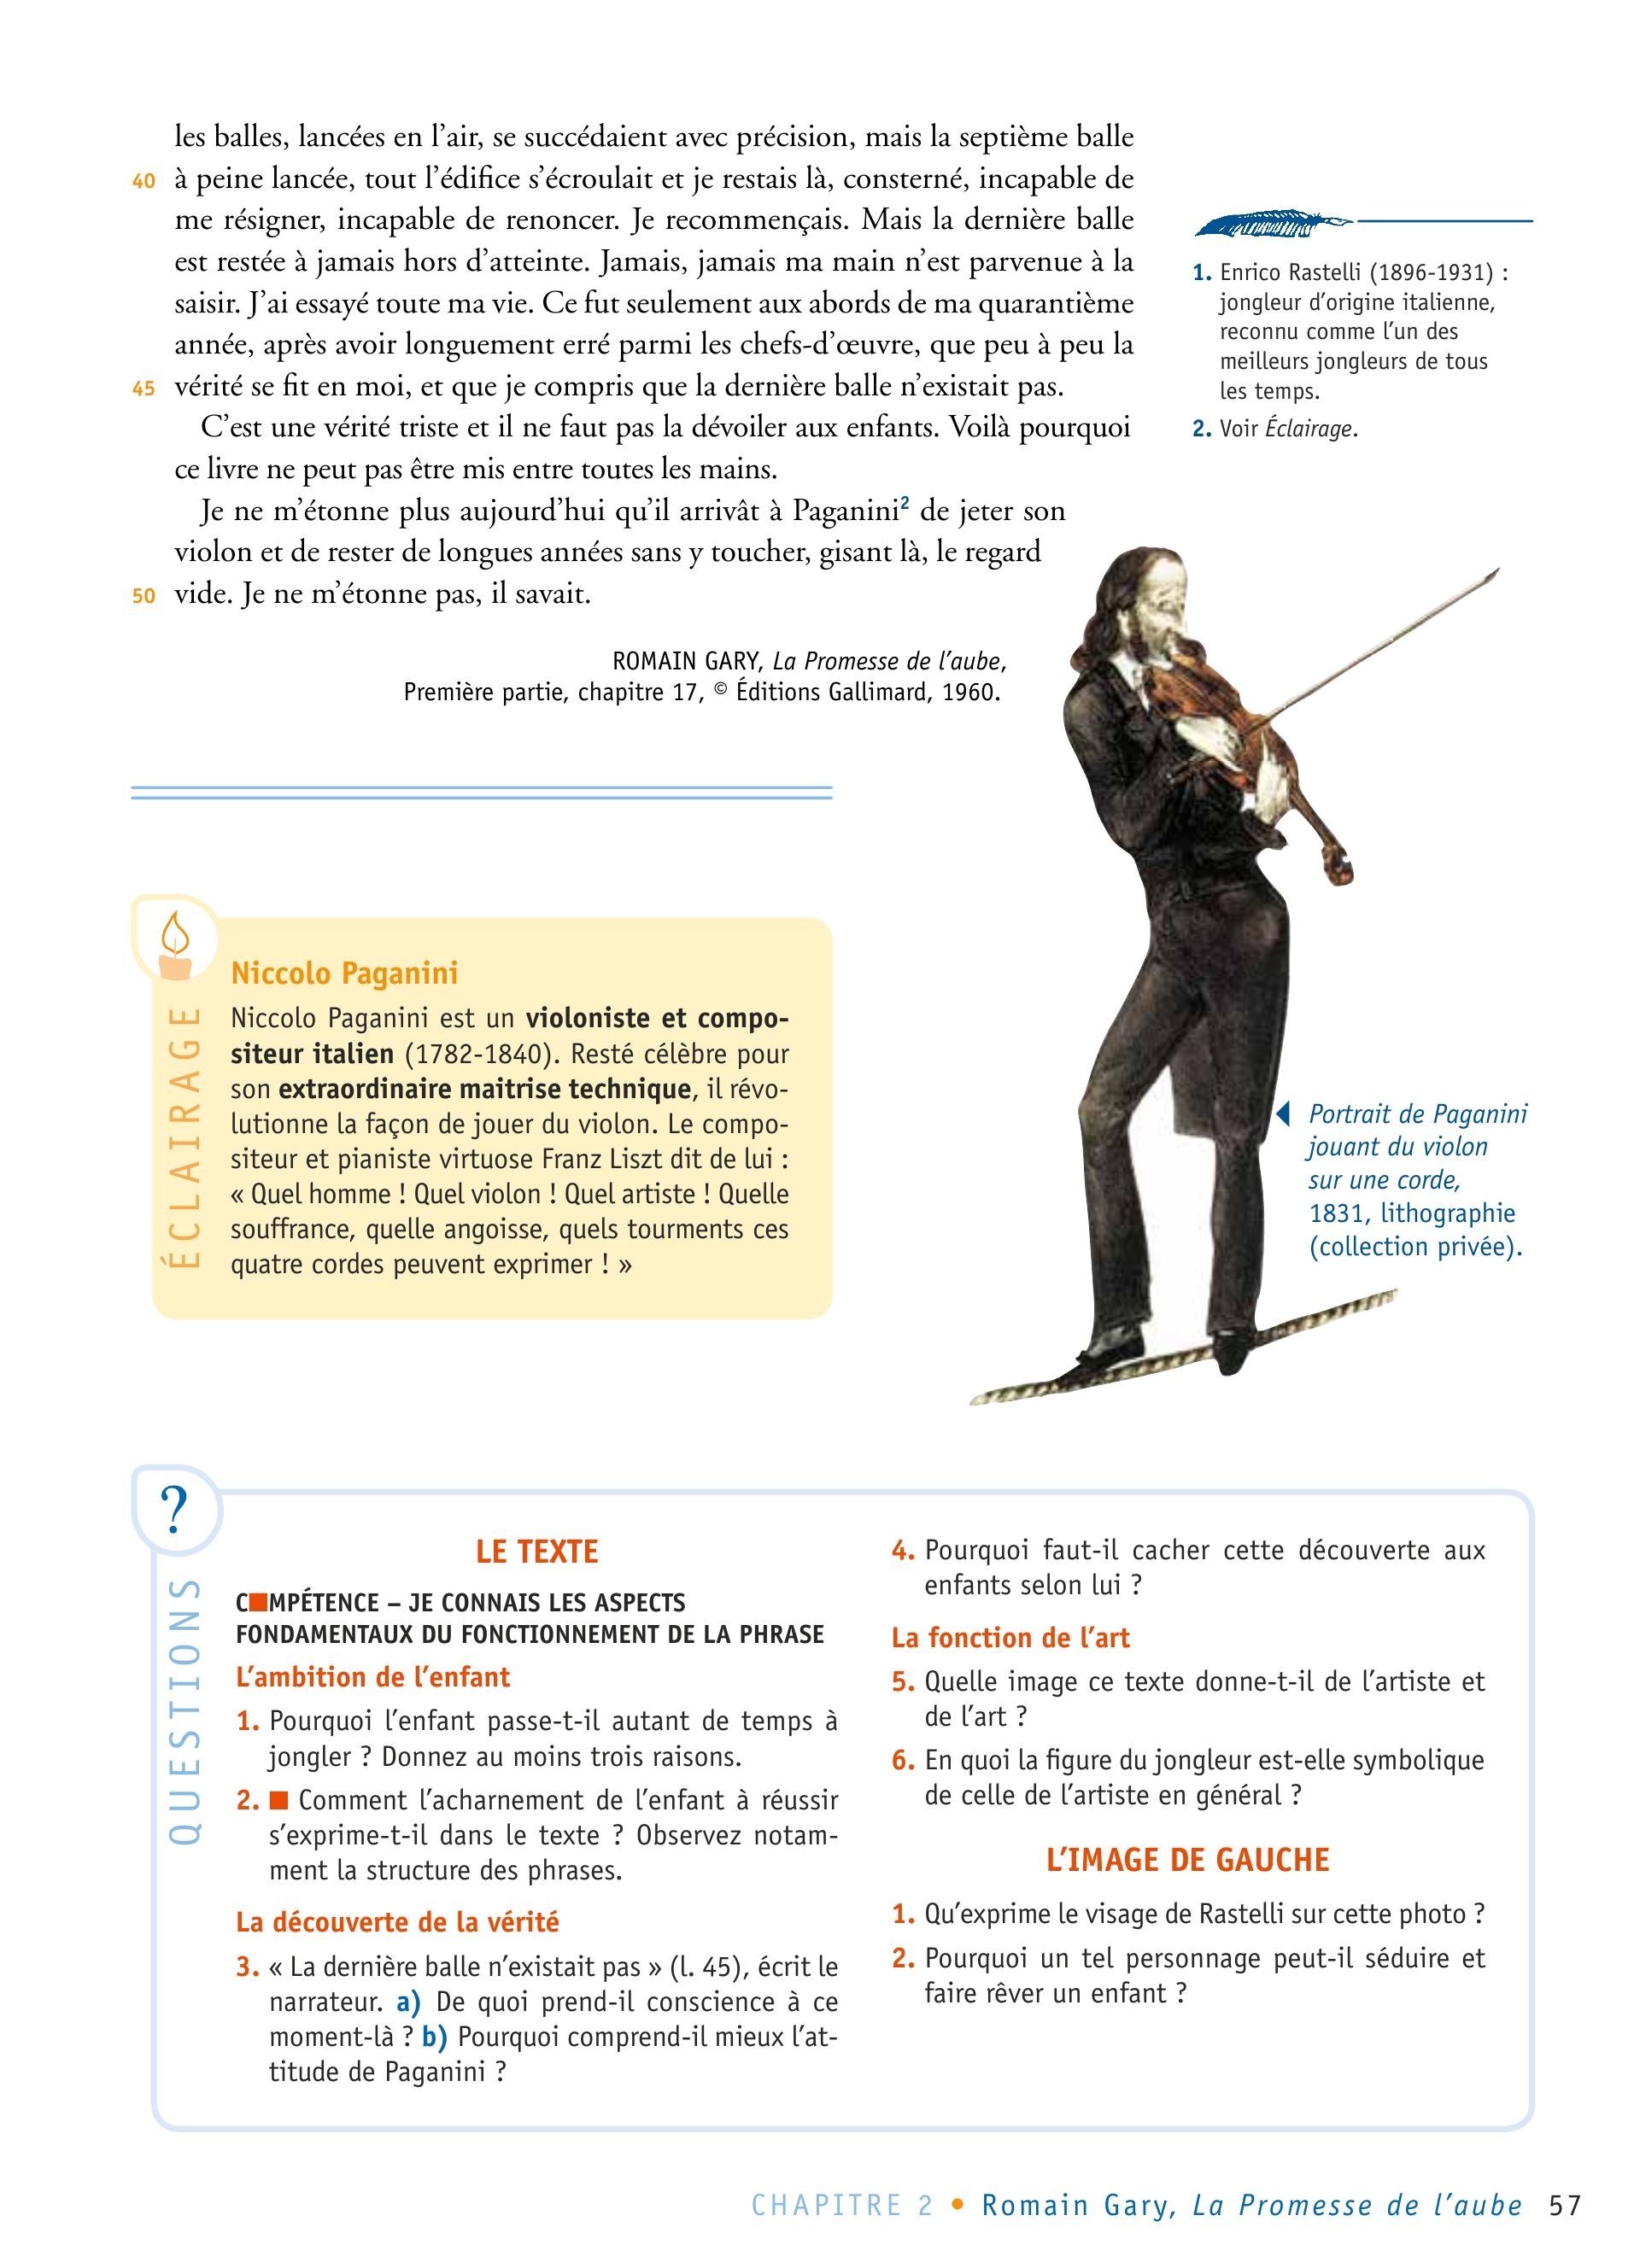 les balles, lancées en l’air, se succédaient avec précision, mais la septième balle
40 à peine lancée, tout l’édifice s’écroulait et je restais là, consterné, incapable de
me résigner, incapable de renoncer. Je recommençais. Mais la dernière balle
est restée à jamais hors d’atteinte. Jamais, jamais ma main n’est parvenue à la
saisir. J’ai essayé toute ma vie. Ce fut seulement aux abords de ma quarantième
année, après avoir longuement erré parmi les chefs-d’œuvre, que peu à peu la
45 vérité se fit en moi, et que je compris que la dernière balle n’existait pas.
C’est une vérité triste et il ne faut pas la dévoiler aux enfants. Voilà pourquoi
ce livre ne peut pas être mis entre toutes les mains.
Je ne m’étonne plus aujourd’hui qu’il arrivât à Paganini2 de jeter son
violon et de rester de longues années sans y toucher, gisant là, le regard
50 vide. Je ne m’étonne pas, il savait.
ROMAIN GARY, La Promesse de l’aube,
Première partie, chapitre 17, © Éditions Gallimard, 1960.
1. Enrico Rastelli (1896-1931) :
jongleur d’origine italienne,
reconnu comme l’un des
meilleurs jongleurs de tous
les temps.
2. Voir Éclairage.
ÉCLAIRAGE
Niccolo Paganini
Niccolo Paganini est un violoniste et compo-
siteur italien (1782-1840). Resté célèbre pour
son extraordinaire maitrise technique, il révo-
lutionne la façon de jouer du violon. Le compo-
siteur et pianiste virtuose Franz Liszt dit de lui :
« Quel homme ! Quel violon ! Quel artiste ! Quelle
souffrance, quelle angoisse, quels tourments ces
quatre cordes peuvent exprimer ! »
Portrait de Paganini
jouant du violon
sur une corde,
1831, lithographie
(collection privée).
?
QUESTIONS
LE TEXTE
C■MPÉTENCE – JE CONNAIS LES ASPECTS
FONDAMENTAUX DU FONCTIONNEMENT DE LA PHRASE
L’ambition de l’enfant
1. Pourquoi l’enfant passe-t-il autant de temps à
jongler ? Donnez au moins trois raisons.
2. ■ Comment l’acharnement de l’enfant à réussir
s’exprime-t-il dans le texte ? Observez notam-
ment la structure des phrases.
La découverte de la vérité
3. « La dernière balle n’existait pas » (l. 45), écrit le
narrateur. a) De quoi prend-il conscience à ce
moment-là ? b) Pourquoi comprend-il mieux l’at-
titude de Paganini ?
4. Pourquoi faut-il cacher cette découverte aux
enfants selon lui ?
La fonction de l’art
5. Quelle image ce texte donne-t-il de l’artiste et
de l’art ?
6. En quoi la figure du jongleur est-elle symbolique
de celle de l’artiste en général ?
L’IMAGE DE GAUCHE
1. Qu’exprime le visage de Rastelli sur cette photo ?
2. Pourquoi un tel personnage peut-il séduire et
faire rêver un enfant ?
CHAPITRE 2 • Romain Gary, La Promesse de l’aube 57